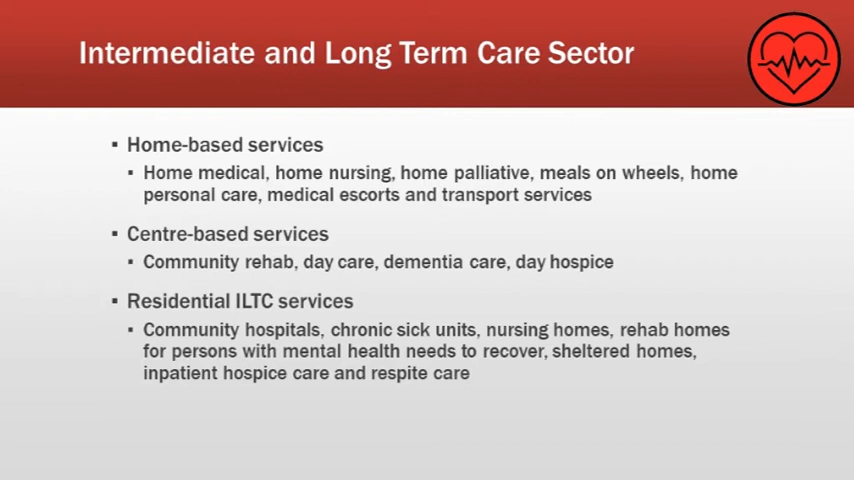 Intermediate and Long Term Care Sector
▪ Home-based services
▪ Home medical, home nursing, home palliative, meals on wheels, home
personal care, medical escorts and transport services
▪ Centre-based services
▪ Community rehab, day care, dementia care, day hospice
▪ Residential ILTC services
▪ Community hospitals, chronic sick units, nursing homes, rehab homes
for persons with mental health needs to recover, sheltered homes,
inpatient hospice care and respite care